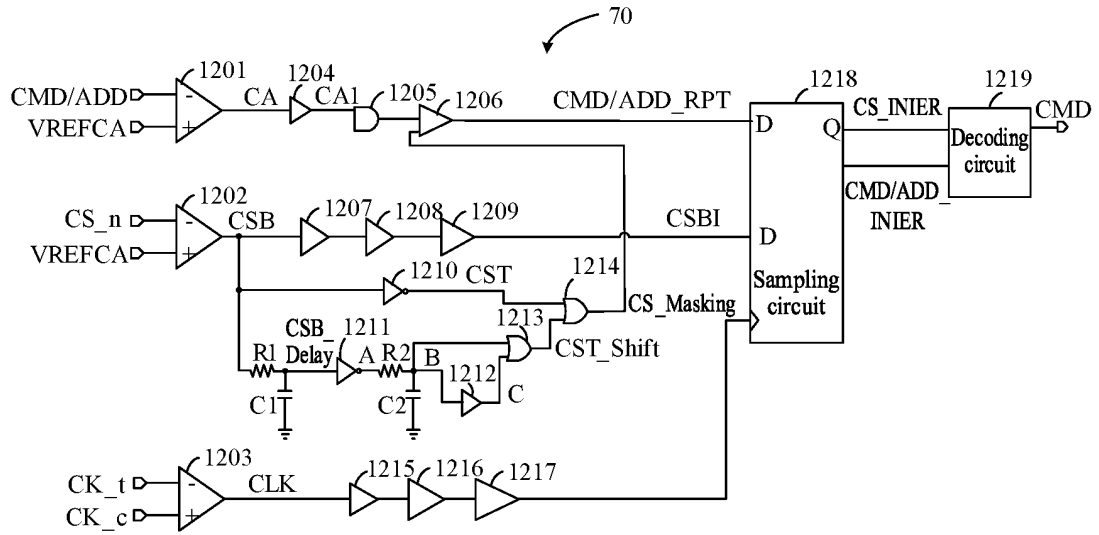 70
1201
1204
1205
1206
1218
1219
CMD/ADD
VREFCA
-
+
CA
CA1
CMD/ADD_RPT
D
Q
CS_INIER
Decoding
circuit
CMD
CMD/ADD_
INIER
1202
1207
1208
1209
CS_n
VREFCA
-
+
CSB
CSBI
D
1210
CST
1214
CS_Masking
Sampling
circuit
CSB_
Delay
1211
1213
CST_Shift
R1
A
R2
B
1212
C
C1
C2
1203
1215
1216
1217
CK_t
CK_c
-
+
CLK